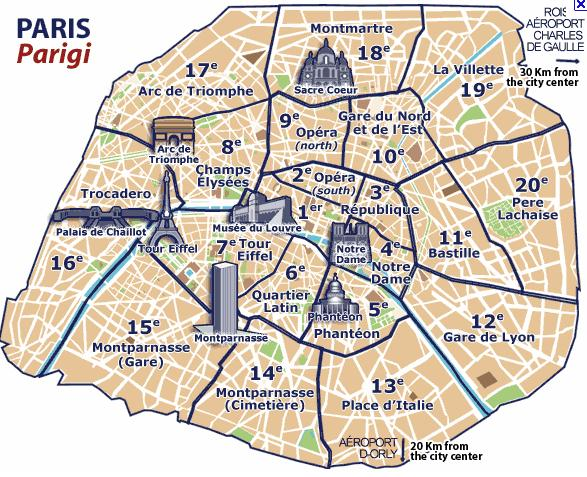 PARIS
Parigi
ROIS
AÉROPORT
CHARLES
DE GAULLE
30 Km from
the city center
Montmartre
18e
Sacre Coeur
La Villette
19e
17e
Arc de Triomphe
Arc de
Triomphe
8e
Champs
Élysées
9e
Opéra
(north)
Gare du Nord
et de l'Est
10e
2e Opéra
(south)
3e
République
20e
Pere
Lachaise
Trocadero
Palais de Chaillot
Tour Eiffel
Musée du Louvre
1er
Notre
Dame
4e
Notre
Dame
11e
Bastille
16e
7e Tour
Eiffel
6e
Quartier
Latin
Phantéon
5e
Phantéon
12e
Gare de Lyon
15e
Montparnasse
(Gare)
Montparnasse
14e
Montparnasse
(Cimetière)
13e
Place d'Italie
AÉROPORT
D-ORLY
20 Km from
the city center